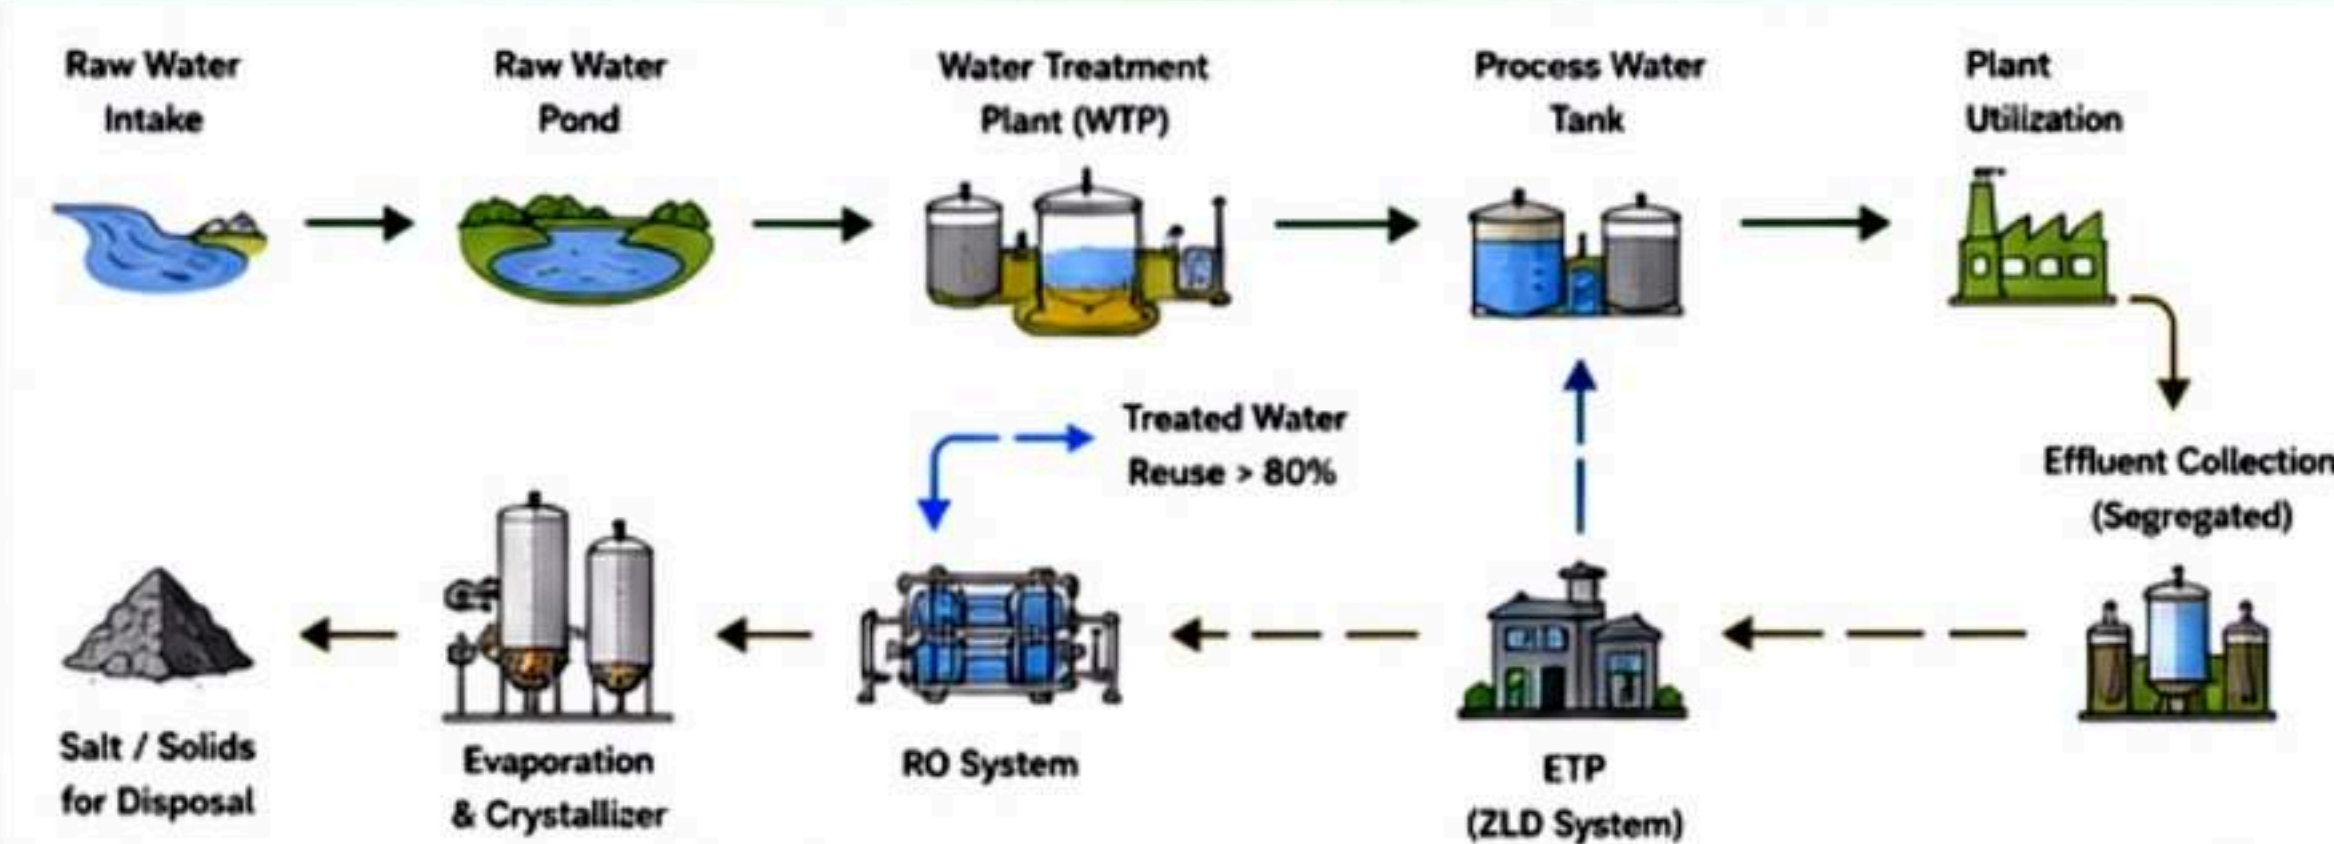 Raw Water
Intake
Raw Water
Pond
Water Treatment
Plant (WTP)
Process Water
Tank
Plant
Utilization
Treated Water
Reuse > 80%
Effluent Collection
(Segregated)
Salt / Solids
for Disposal
Evaporation
& Crystallizer
RO System
ETP
(ZLD System)